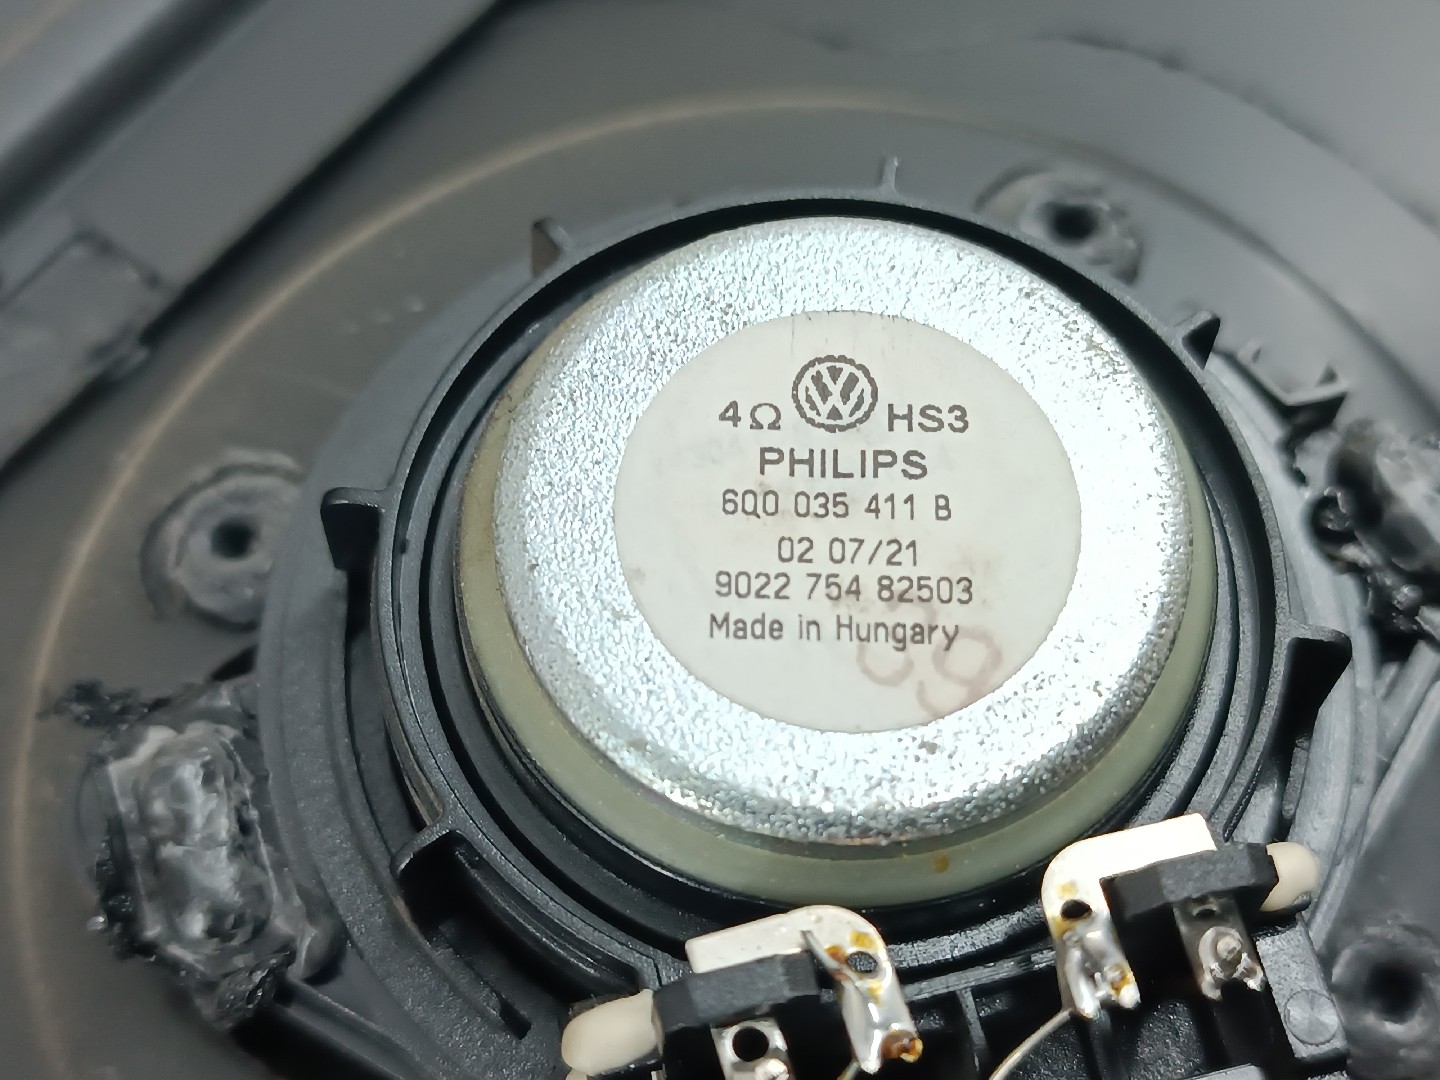 4Ω HS3
PHILIPS
6Q0 035 411 B
02 07/21
9022 754 82503
Made in Hungary